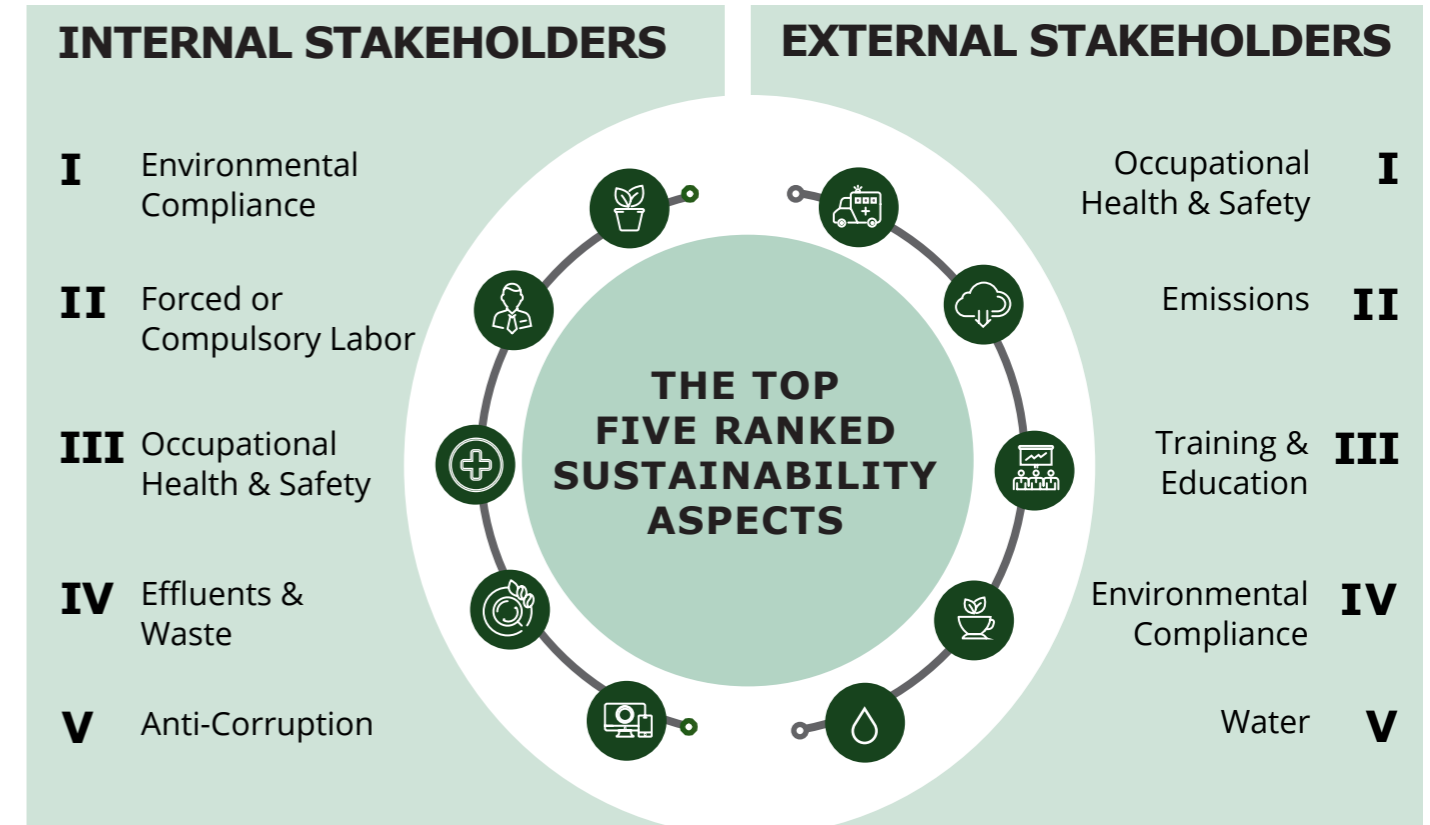 INTERNAL STAKEHOLDERS
I Environmental
Compliance
II Forced or
Compulsory Labor
III Occupational
Health & Safety
IV Effluents &
Waste
V Anti-Corruption
THE TOP
FIVE RANKED
SUSTAINABILITY
ASPECTS
EXTERNAL STAKEHOLDERS
Occupational I
Health & Safety
Emissions II
Training & III
Education
Environmental IV
Compliance
Water V